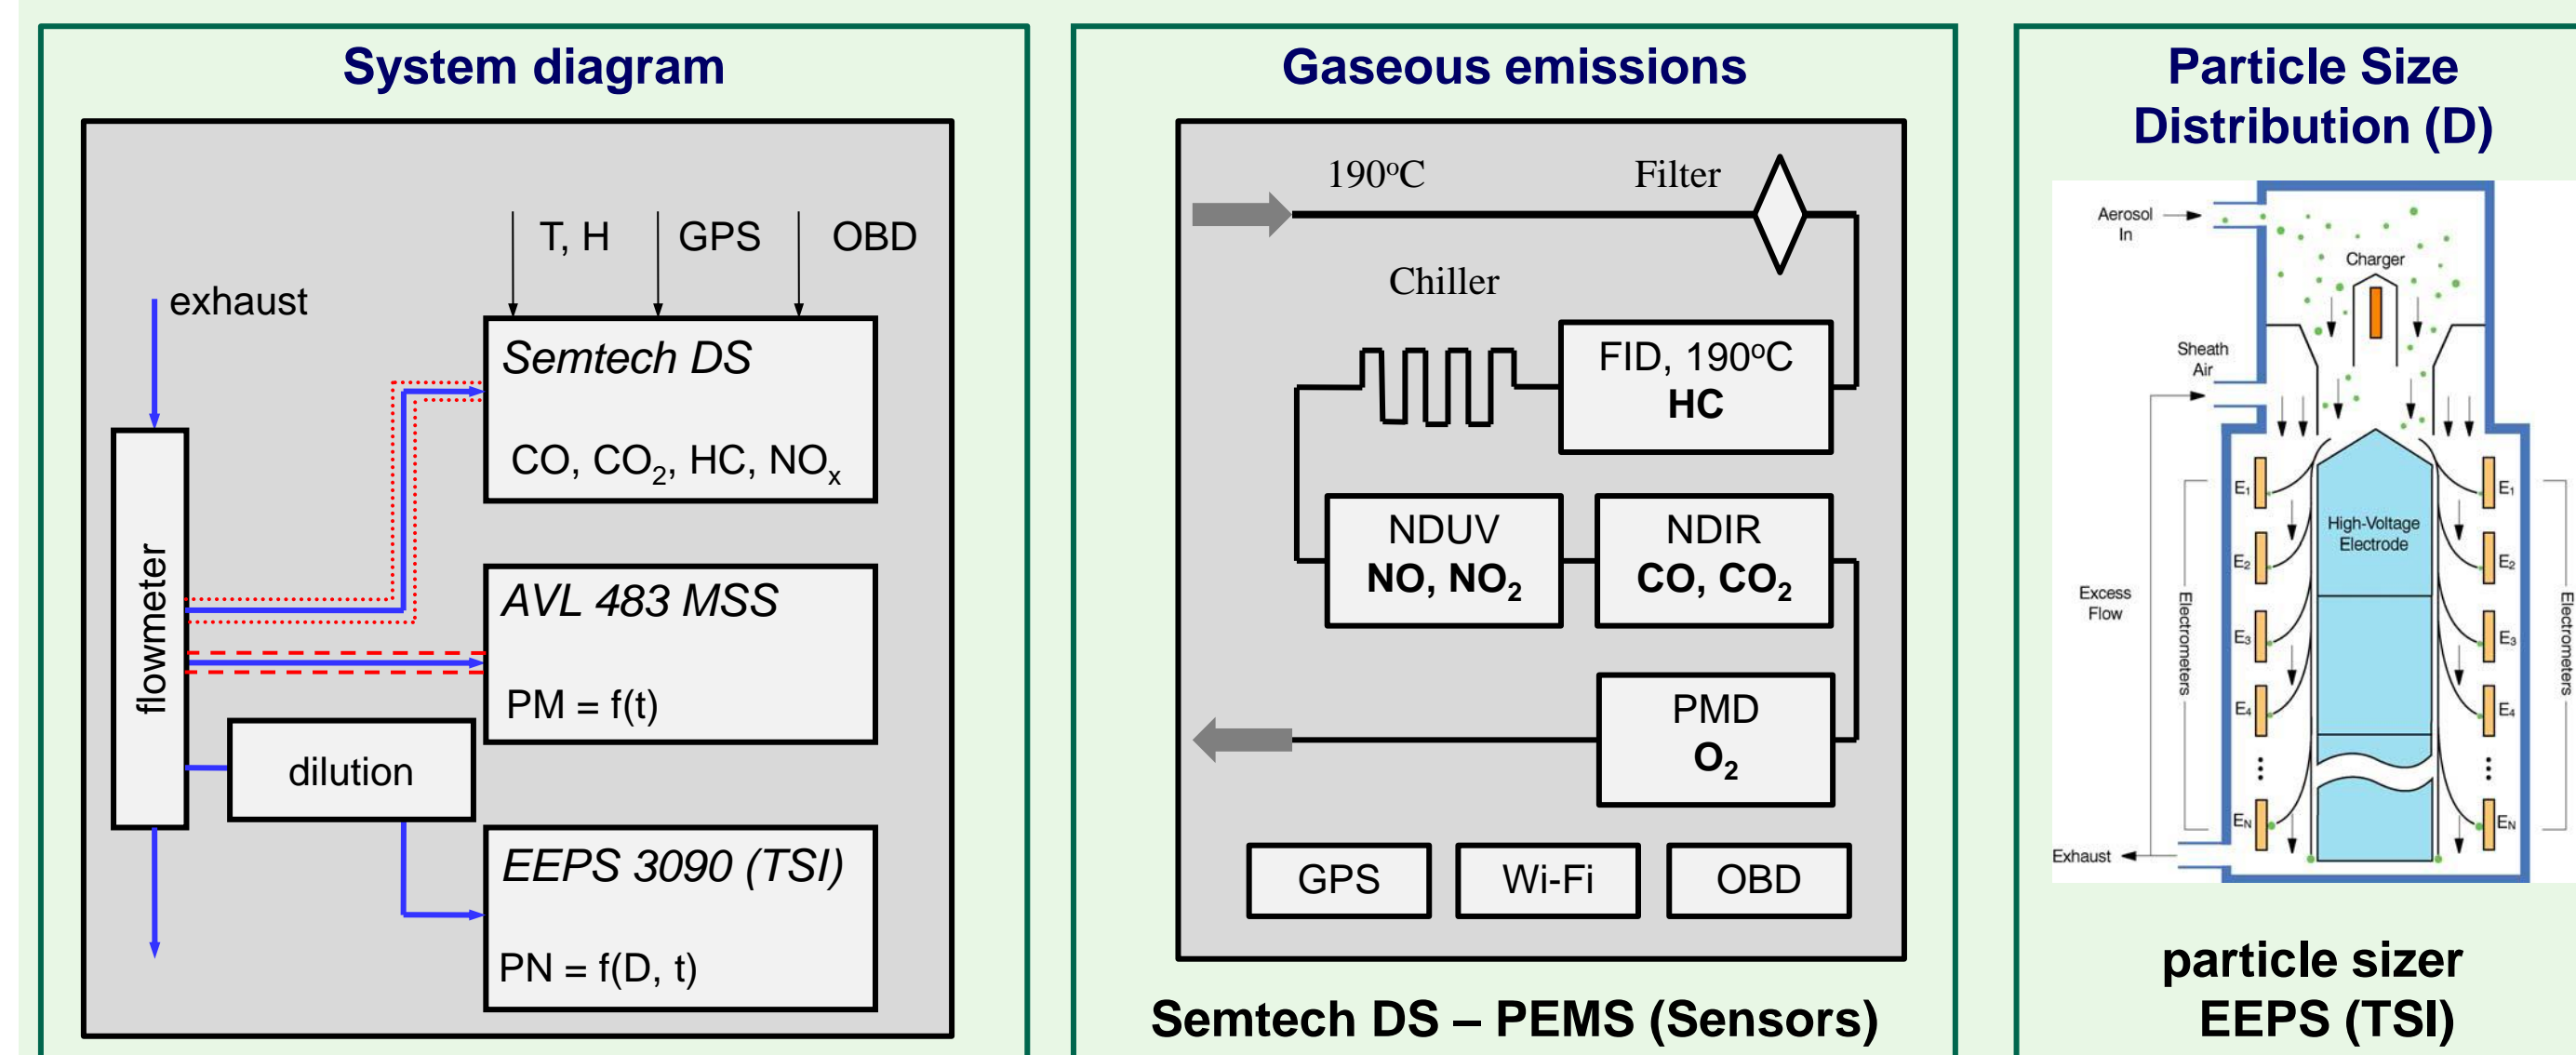 System diagram
T, H
GPS
OBD
exhaust
Semtech DS
CO, CO₂, HC, NOₓ
flowmeter
AVL 483 MSS
PM = f(t)
dilution
EEPS 3090 (TSI)
PN = f(D, t)
Gaseous emissions
190ºC
Filter
Chiller
FID, 190ºC
HC
NDUV
NO, NO₂
NDIR
CO, CO₂
PMD
O₂
GPS
Wi-Fi
OBD
Semtech DS – PEMS (Sensors)
Particle Size
Distribution (D)
Aerosol
In
Charger
Sheath
Air
High-Voltage
Electrode
E₁
E₂
E₃
E₄
E_N
E₁
E₂
E₃
E₄
E_N
Excess
Flow
Electrometers
Electrometers
Exhaust
particle sizer
EEPS (TSI)